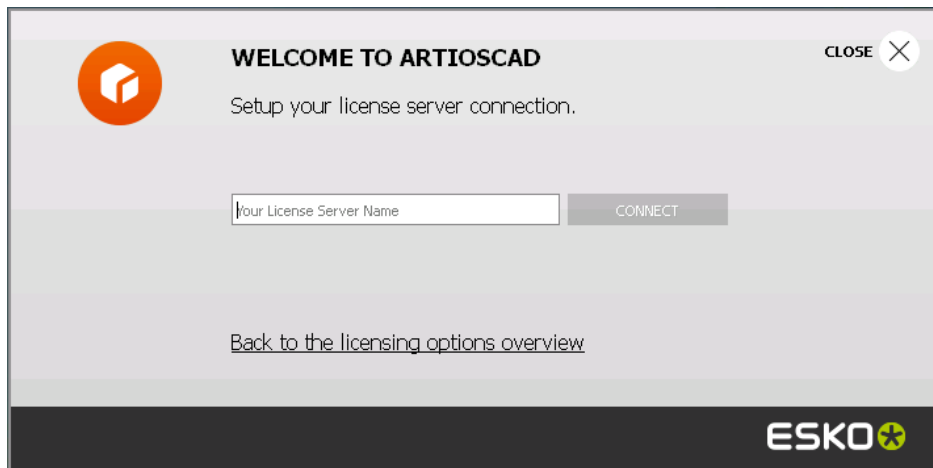 WELCOME TO ARTIOSCAD
CLOSE
Setup your license server connection.
Your License Server Name
CONNECT
Back to the licensing options overview
ESKO